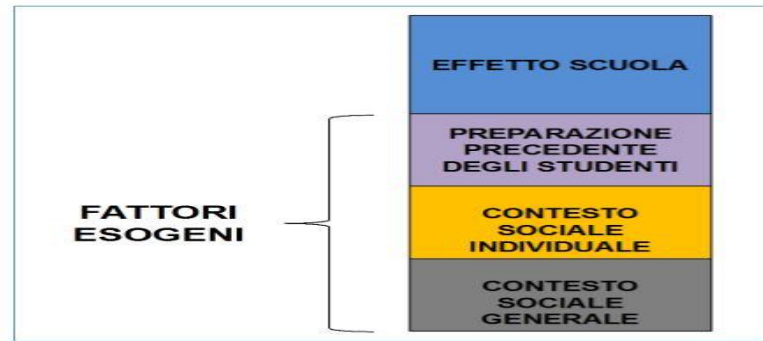 EFFETTO SCUOLA
PREPARAZIONE
PRECEDENTE
DEGLI STUDENTI
FATTORI
ESOGENI
CONTESTO
SOCIALE
INDIVIDUALE
CONTESTO
SOCIALE
GENERALE